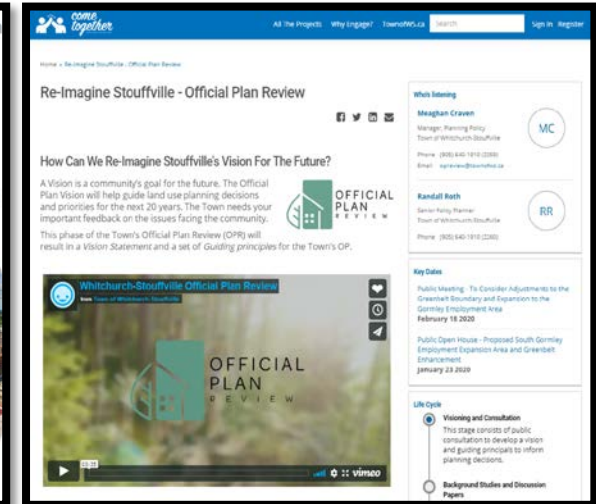 come
together
All The Projects Why Engage? TownofWS.ca Search Sign In Register
Home » Re-Imagine Stouffville - Official Plan Review
Re-Imagine Stouffville - Official Plan Review
How Can We Re-Imagine Stouffville's Vision For The Future?
A Vision is a community's goal for the future. The Official
Plan Vision will help guide land use planning decisions
and priorities for the next 20 years. The Town needs your
important feedback on the issues facing the community.
OFFICIAL
PLAN
REVIEW
This phase of the Town's Official Plan Review (OPR) will
result in a Vision Statement and a set of Guiding principles for the Town's OP.
Whitchurch-Stouffville Official Plan Review
from Town of Whitchurch-Stouffville
OFFICIAL
PLAN
REVIEW
vimeo
Who's listening
Meaghan Craven
Manager, Planning Policy
Town of Whitchurch-Stouffville
MC
Phone (905) 640-1910
Email
Randall Roth
Senior Policy Planner
Town of Whitchurch-Stouffville
RR
Phone (905) 640-1910
Key Dates
Public Meeting - To Consider Adjustments to the
Greenbelt Boundary and Expansion to the
Gormley Employment Area
February 18 2020
Public Open House - Proposed South Gormley
Employment Expansion Area and Greenbelt
Enhancement
January 23 2020
Life Cycle
Visioning and Consultation
This stage consists of public
consultation to develop a vision
and guiding principals to inform
planning decisions.
Background Studies and Discussion
Papers